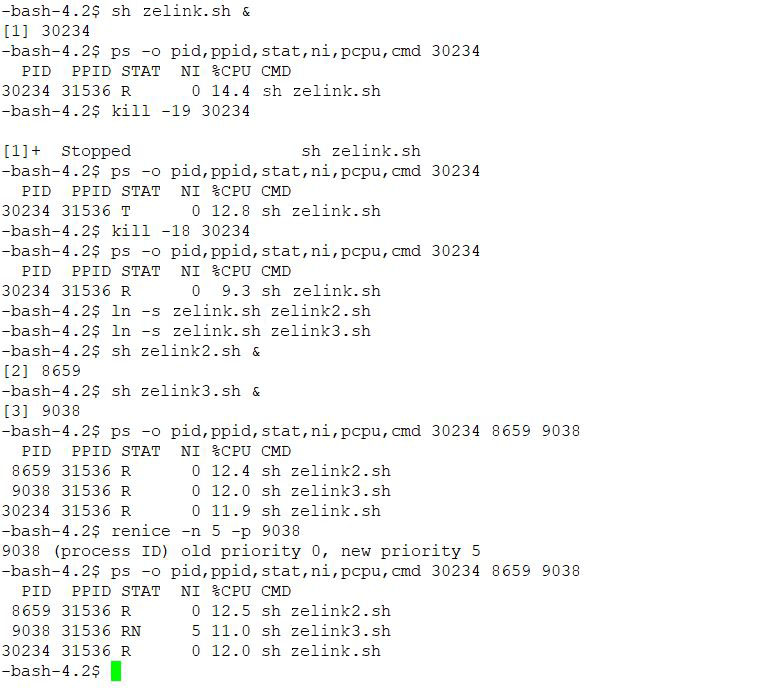 -bash-4.2$ sh zelink.sh &
[1] 30234
-bash-4.2$ ps -o pid,ppid,stat,ni,pcpu,cmd 30234
  PID  PPID STAT  NI %CPU CMD
30234 31536 R      0 14.4 sh zelink.sh
-bash-4.2$ kill -19 30234

[1]+  Stopped                 sh zelink.sh
-bash-4.2$ ps -o pid,ppid,stat,ni,pcpu,cmd 30234
  PID  PPID STAT  NI %CPU CMD
30234 31536 T      0 12.8 sh zelink.sh
-bash-4.2$ kill -18 30234
-bash-4.2$ ps -o pid,ppid,stat,ni,pcpu,cmd 30234
  PID  PPID STAT  NI %CPU CMD
30234 31536 R      0  9.3 sh zelink.sh
-bash-4.2$ ln -s zelink.sh zelink2.sh
-bash-4.2$ ln -s zelink.sh zelink3.sh
-bash-4.2$ sh zelink2.sh &
[2] 8659
-bash-4.2$ sh zelink3.sh &
[3] 9038
-bash-4.2$ ps -o pid,ppid,stat,ni,pcpu,cmd 30234 8659 9038
  PID  PPID STAT  NI %CPU CMD
 8659 31536 R      0 12.4 sh zelink2.sh
 9038 31536 R      0 12.0 sh zelink3.sh
30234 31536 R      0 11.9 sh zelink.sh
-bash-4.2$ renice -n 5 -p 9038
9038 (process ID) old priority 0, new priority 5
-bash-4.2$ ps -o pid,ppid,stat,ni,pcpu,cmd 30234 8659 9038
  PID  PPID STAT  NI %CPU CMD
 8659 31536 R      0 12.5 sh zelink2.sh
 9038 31536 RN     5 11.0 sh zelink3.sh
30234 31536 R      0 12.0 sh zelink.sh
-bash-4.2$